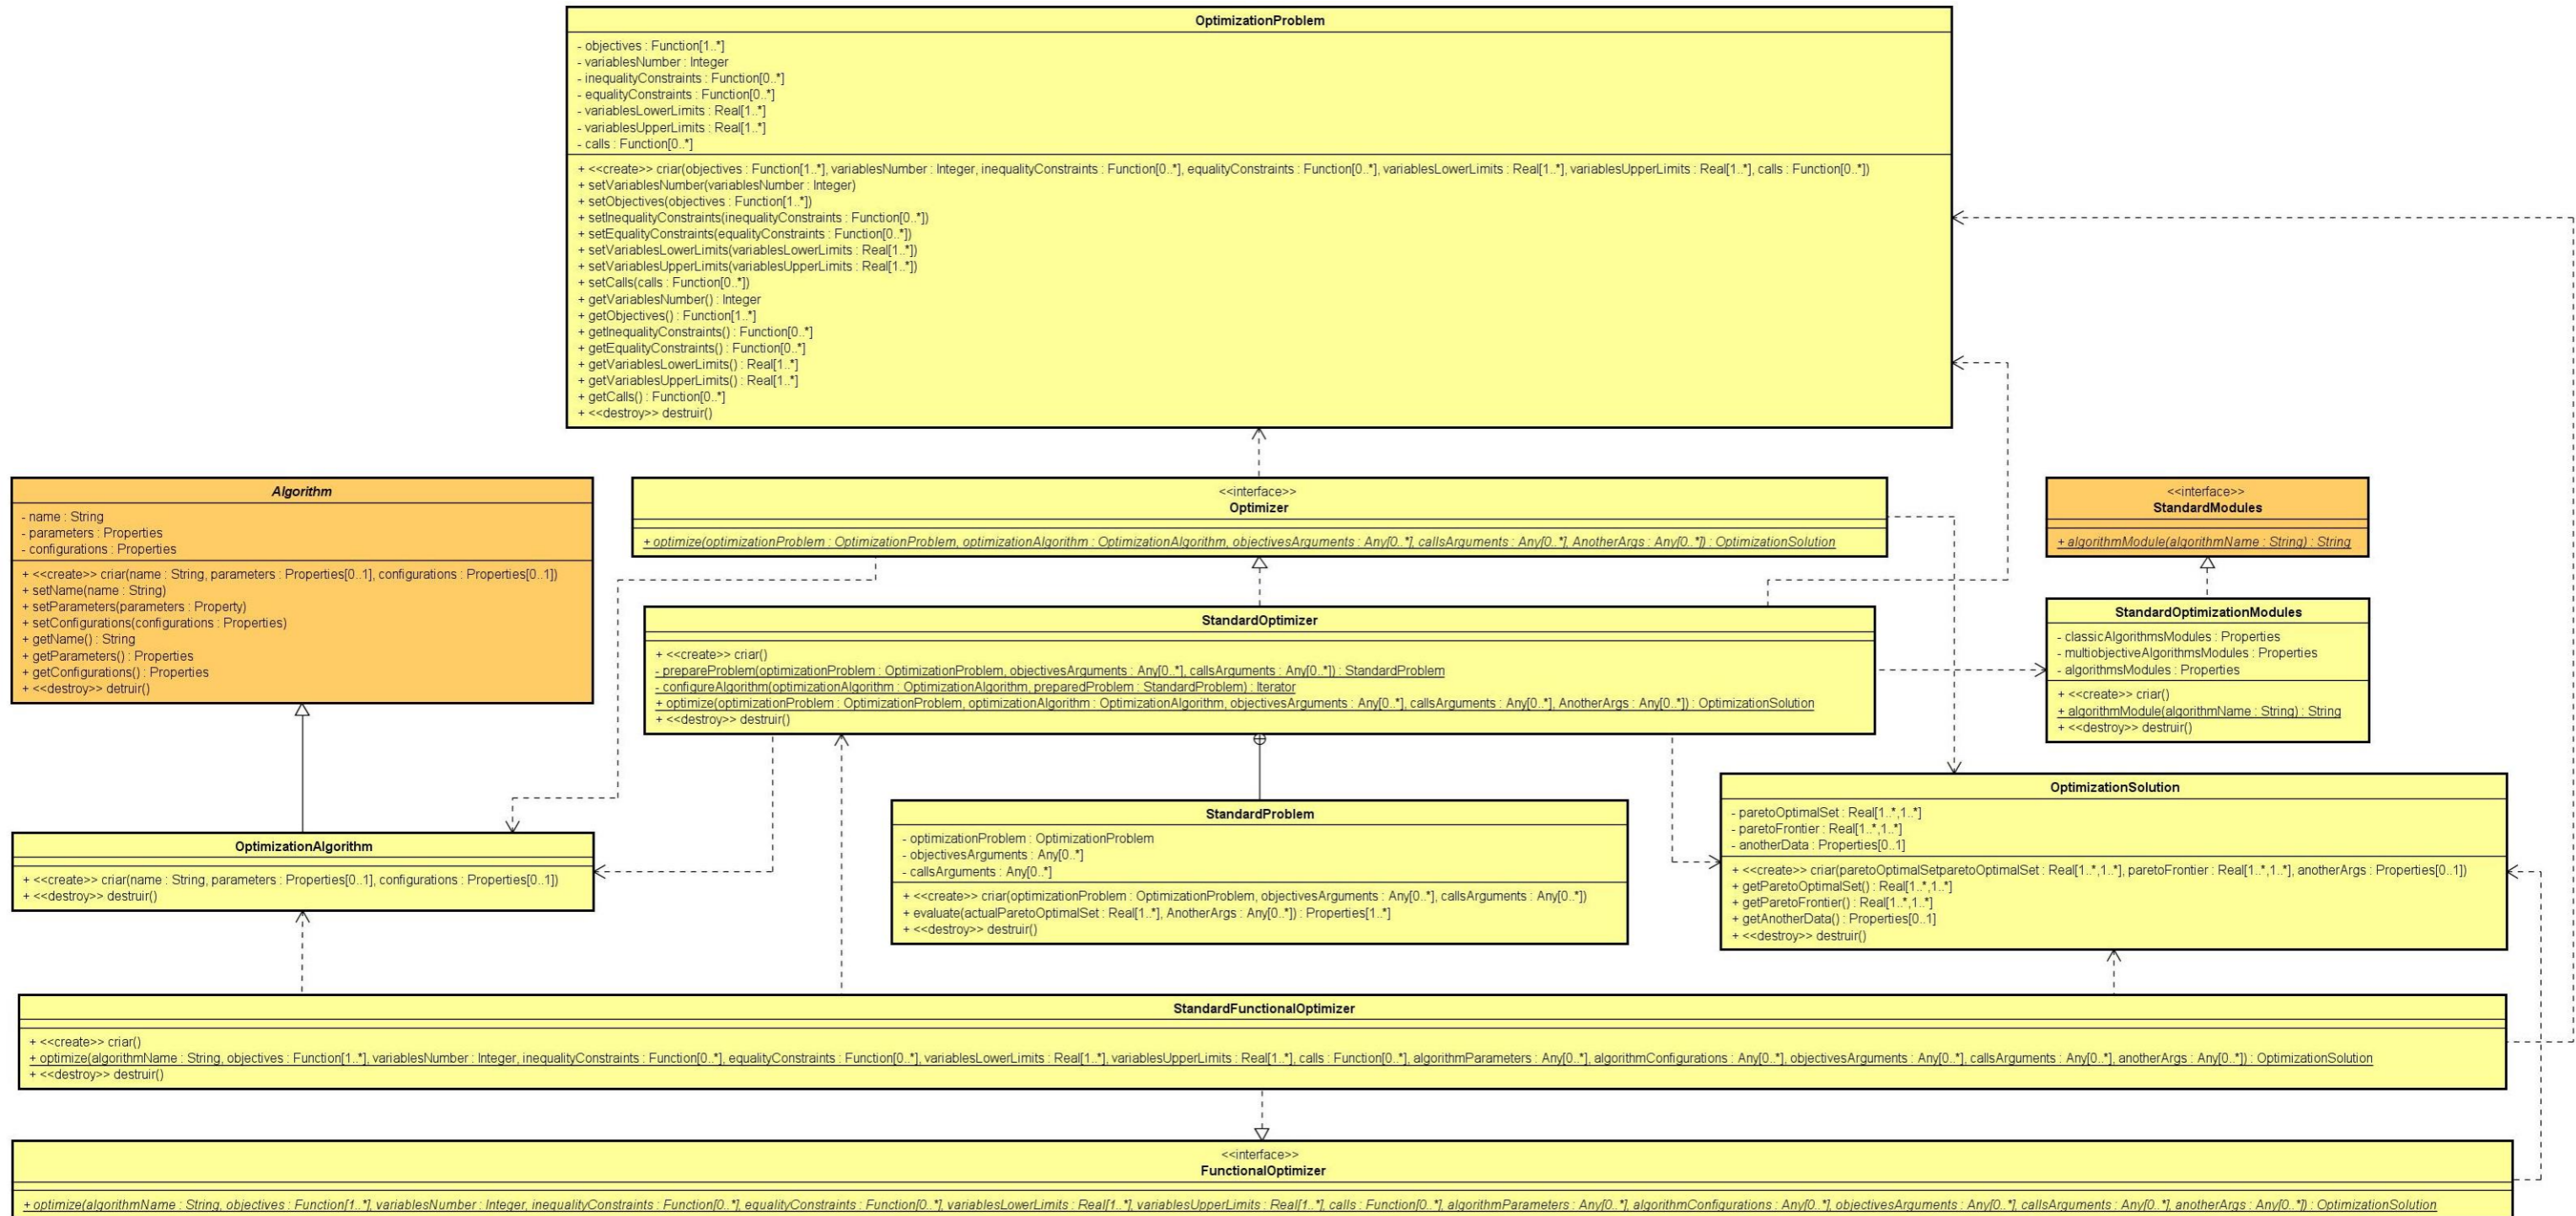 OptimizationProblem
- objectives : Function[1..*]
- variablesNumber : Integer
- inequalityConstraints : Function[0..*]
- equalityConstraints : Function[0..*]
- variablesLowerLimits : Real[1..*]
- variablesUpperLimits : Real[1..*]
- calls : Function[0..*]
+ <<create>> criar(objectives : Function[1..*], variablesNumber : Integer, inequalityConstraints : Function[0..*], equalityConstraints : Function[0..*], variablesLowerLimits : Real[1..*], variablesUpperLimits : Real[1..*], calls : Function[0..*])
+ setVariablesNumber(variablesNumber : Integer)
+ setObjectives(objectives : Function[1..*])
+ setInequalityConstraints(inequalityConstraints : Function[0..*])
+ setEqualityConstraints(equalityConstraints : Function[0..*])
+ setVariablesLowerLimits(variablesLowerLimits : Real[1..*])
+ setVariablesUpperLimits(variablesUpperLimits : Real[1..*])
+ setCalls(calls : Function[0..*])
+ getVariablesNumber() : Integer
+ getObjectives() : Function[1..*]
+ getInequalityConstraints() : Function[0..*]
+ getEqualityConstraints() : Function[0..*]
+ getVariablesLowerLimits() : Real[1..*]
+ getVariablesUpperLimits() : Real[1..*]
+ getCalls() : Function[0..*]
+ <<destroy>> destruir()
Algorithm
- name : String
- parameters : Properties
- configurations : Properties
+ <<create>> criar(name : String, parameters : Properties[0..1], configurations : Properties[0..1])
+ setName(name : String)
+ setParameters(parameters : Property)
+ setConfigurations(configurations : Properties)
+ getName() : String
+ getParameters() : Properties
+ getConfigurations() : Properties
+ <<destroy>> detruir()
<<interface>>
Optimizer
+ optimize(optimizationProblem : OptimizationProblem, optimizationAlgorithm : OptimizationAlgorithm, objectivesArguments : Any[0..*], callsArguments : Any[0..*], AnotherArgs : Any[0..*]) : OptimizationSolution
<<interface>>
StandardModules
+ algorithmModule(algorithmName : String) : String
StandardOptimizer
+ <<create>> criar()
- prepareProblem(optimizationProblem : OptimizationProblem, objectivesArguments : Any[0..*], callsArguments : Any[0..*]) : StandardProblem
- configureAlgorithm(optimizationAlgorithm : OptimizationAlgorithm, preparedProblem : StandardProblem) : Iterator
+ optimize(optimizationProblem : OptimizationProblem, optimizationAlgorithm : OptimizationAlgorithm, objectivesArguments : Any[0..*], callsArguments : Any[0..*], AnotherArgs : Any[0..*]) : OptimizationSolution
+ <<destroy>> destruir()
StandardOptimizationModules
- classicAlgorithmsModules : Properties
- multiobjectiveAlgorithmsModules : Properties
- algorithmsModules : Properties
+ <<create>> criar()
+ algorithmModule(algorithmName : String) : String
+ <<destroy>> destruir()
OptimizationAlgorithm
+ <<create>> criar(name : String, parameters : Properties[0..1], configurations : Properties[0..1])
+ <<destroy>> destruir()
StandardProblem
- optimizationProblem : OptimizationProblem
- objectivesArguments : Any[0..*]
- callsArguments : Any[0..*]
+ <<create>> criar(optimizationProblem : OptimizationProblem, objectivesArguments : Any[0..*], callsArguments : Any[0..*])
+ evaluate(actualParetoOptimalSet : Real[1..*], AnotherArgs : Any[0..*]) : Properties[1..*]
+ <<destroy>> destruir()
OptimizationSolution
- paretoOptimalSet : Real[1..*,1..*]
- paretoFrontier : Real[1..*,1..*]
- anotherData : Properties[0..1]
+ <<create>> criar(paretoOptimalSetparetoOptimalSet : Real[1..*,1..*], paretoFrontier : Real[1..*,1..*], anotherArgs : Properties[0..1])
+ getParetoOptimalSet() : Real[1..*,1..*]
+ getParetoFrontier() : Real[1..*,1..*]
+ getAnotherData() : Properties[0..1]
+ <<destroy>> destruir()
StandardFunctionalOptimizer
+ <<create>> criar()
+ optimize(algorithmName : String, objectives : Function[1..*], variablesNumber : Integer, inequalityConstraints : Function[0..*], equalityConstraints : Function[0..*], variablesLowerLimits : Real[1..*], variablesUpperLimits : Real[1..*], calls : Function[0..*], algorithmParameters : Any[0..*], algorithmConfigurations : Any[0..*], objectivesArguments : Any[0..*], callsArguments : Any[0..*], anotherArgs : Any[0..*]) : OptimizationSolution
+ <<destroy>> destruir()
<<interface>>
FunctionalOptimizer
+ optimize(algorithmName : String, objectives : Function[1..*], variablesNumber : Integer, inequalityConstraints : Function[0..*], equalityConstraints : Function[0..*], variablesLowerLimits : Real[1..*], variablesUpperLimits : Real[1..*], calls : Function[0..*], algorithmParameters : Any[0..*], algorithmConfigurations : Any[0..*], objectivesArguments : Any[0..*], callsArguments : Any[0..*], anotherArgs : Any[0..*]) : OptimizationSolution